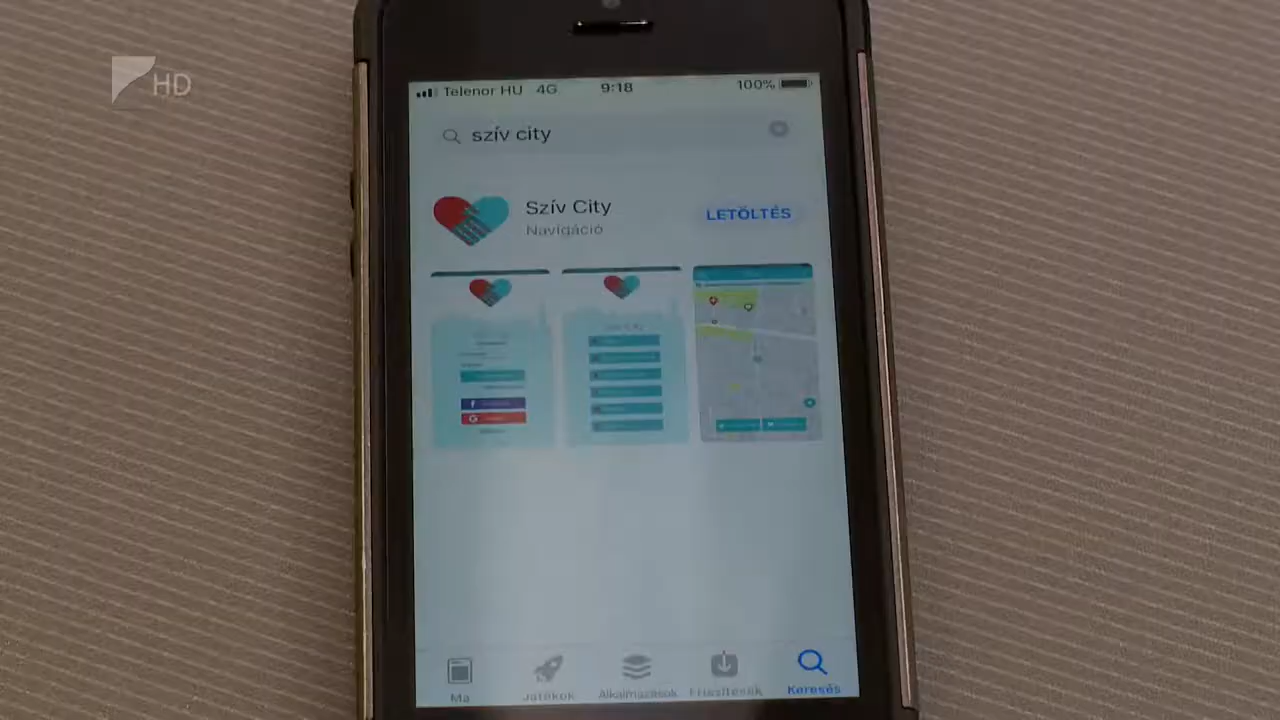 HD
Telenor HU 4G 9:18 100%
szív city
Szív City
Navigáció
LETÖLTÉS
Ma
Játékok
Alkalmazások
Frissítések
Keresés